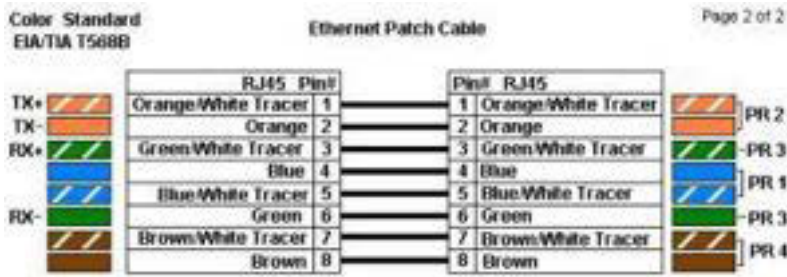 Color Standard
EIA/TIA T568B
Ethernet Patch Cable
Page 2 of 2
RJ45 Pin#
Pin# RJ45
TX+ Orange/White Tracer 1 1 Orange/White Tracer
TX- Orange 2 2 Orange
PR 2
RX+ Green/White Tracer 3 3 Green/White Tracer PR 3
Blue 4 4 Blue
Blue/White Tracer 5 5 Blue/White Tracer
PR 1
RX- Green 6 6 Green PR 3
Brown/White Tracer 7 7 Brown/White Tracer
Brown 8 8 Brown
PR 4